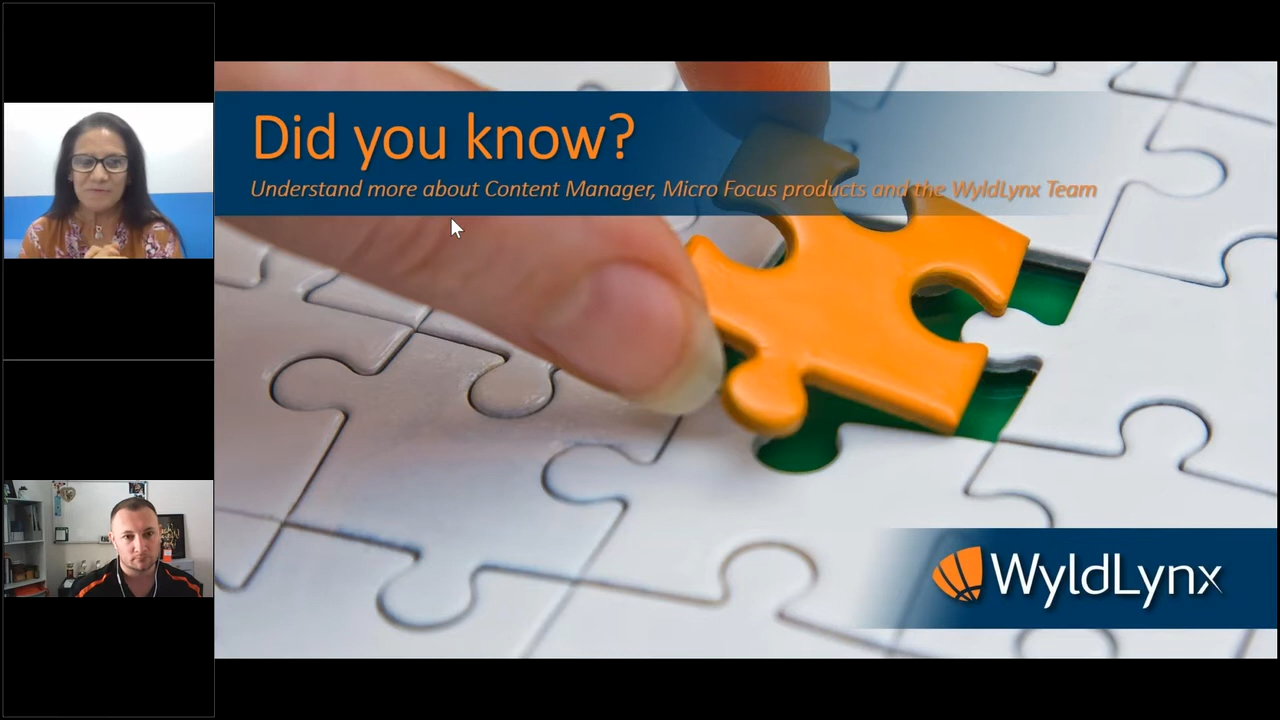 Did you know?
Understand more about Content Manager, Micro Focus products and the WyldLynx Team
WyldLynx